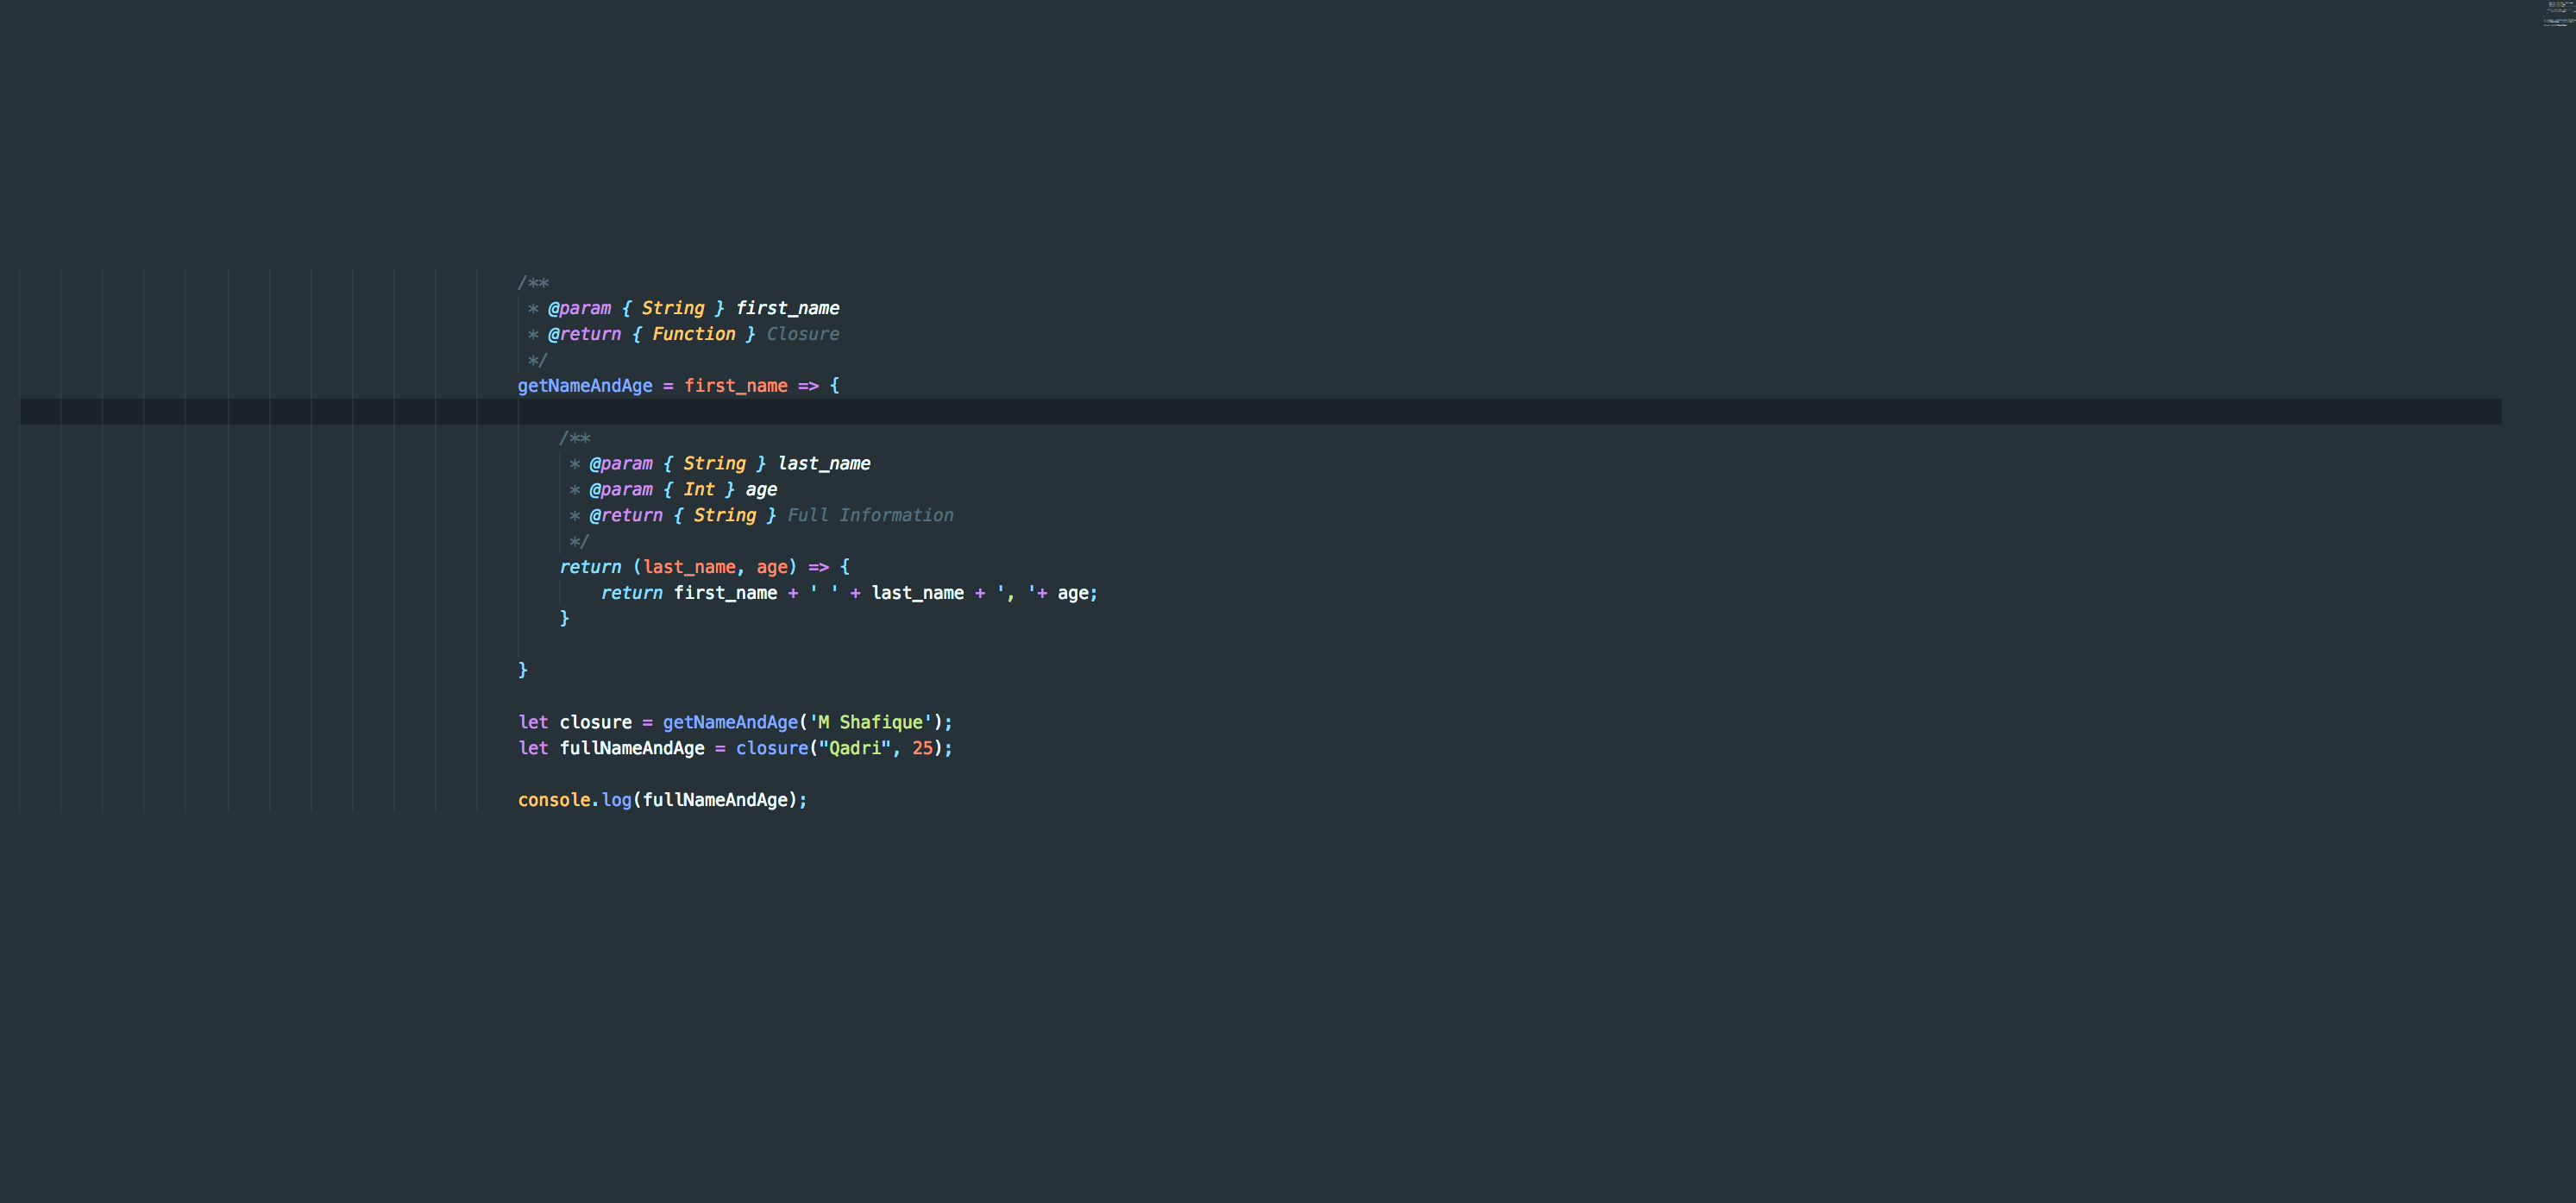 /**
 * @param { String } first_name
 * @return { Function } Closure
 */
getNameAndAge = first_name => {
    /**
     * @param { String } last_name
     * @param { Int } age
     * @return { String } Full Information
     */
    return (last_name, age) => {
        return first_name + ' ' + last_name + ', '+ age;
    }
}
let closure = getNameAndAge('M Shafique');
let fullNameAndAge = closure("Qadri", 25);
console.log(fullNameAndAge);